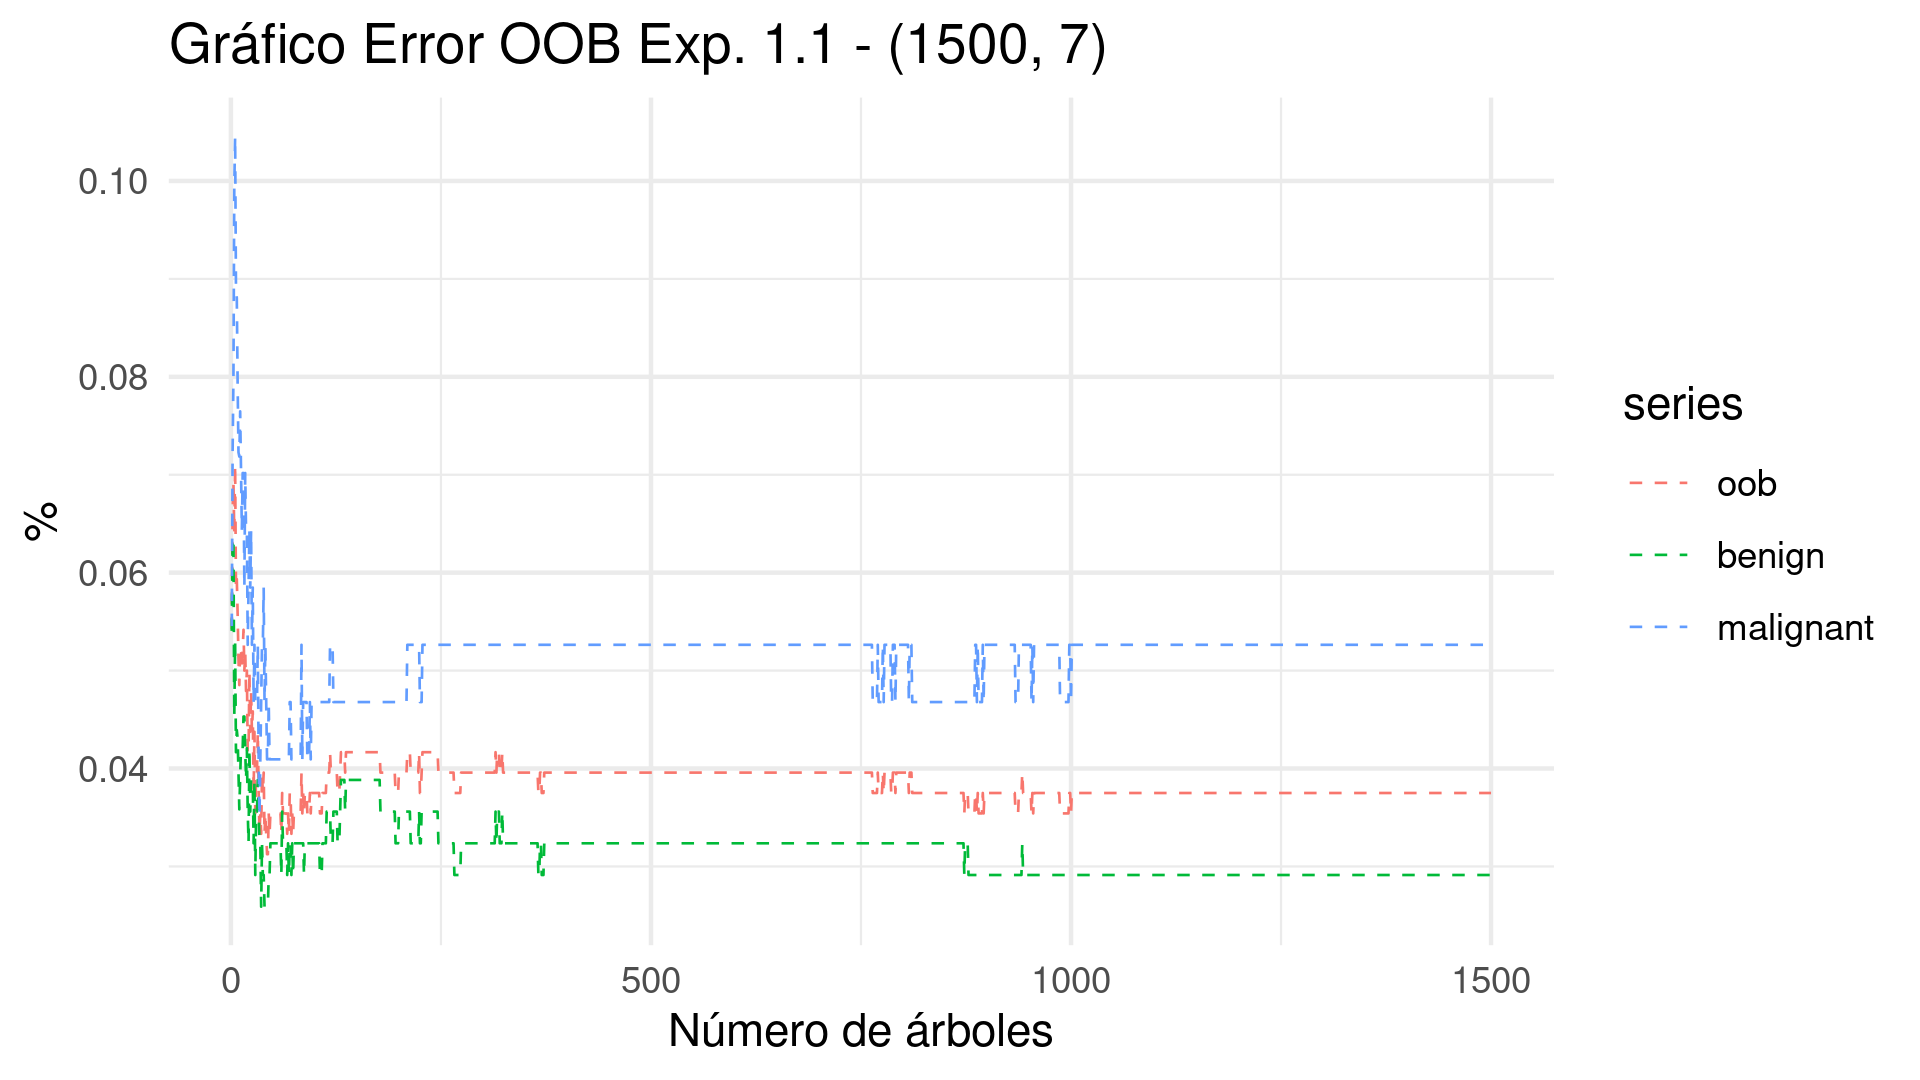 Gráfico Error OOB Exp. 1.1 - (1500, 7)
0.10
0.08
0.06
0.04
%
0
500
1000
1500
Número de árboles
series
oob
benign
malignant